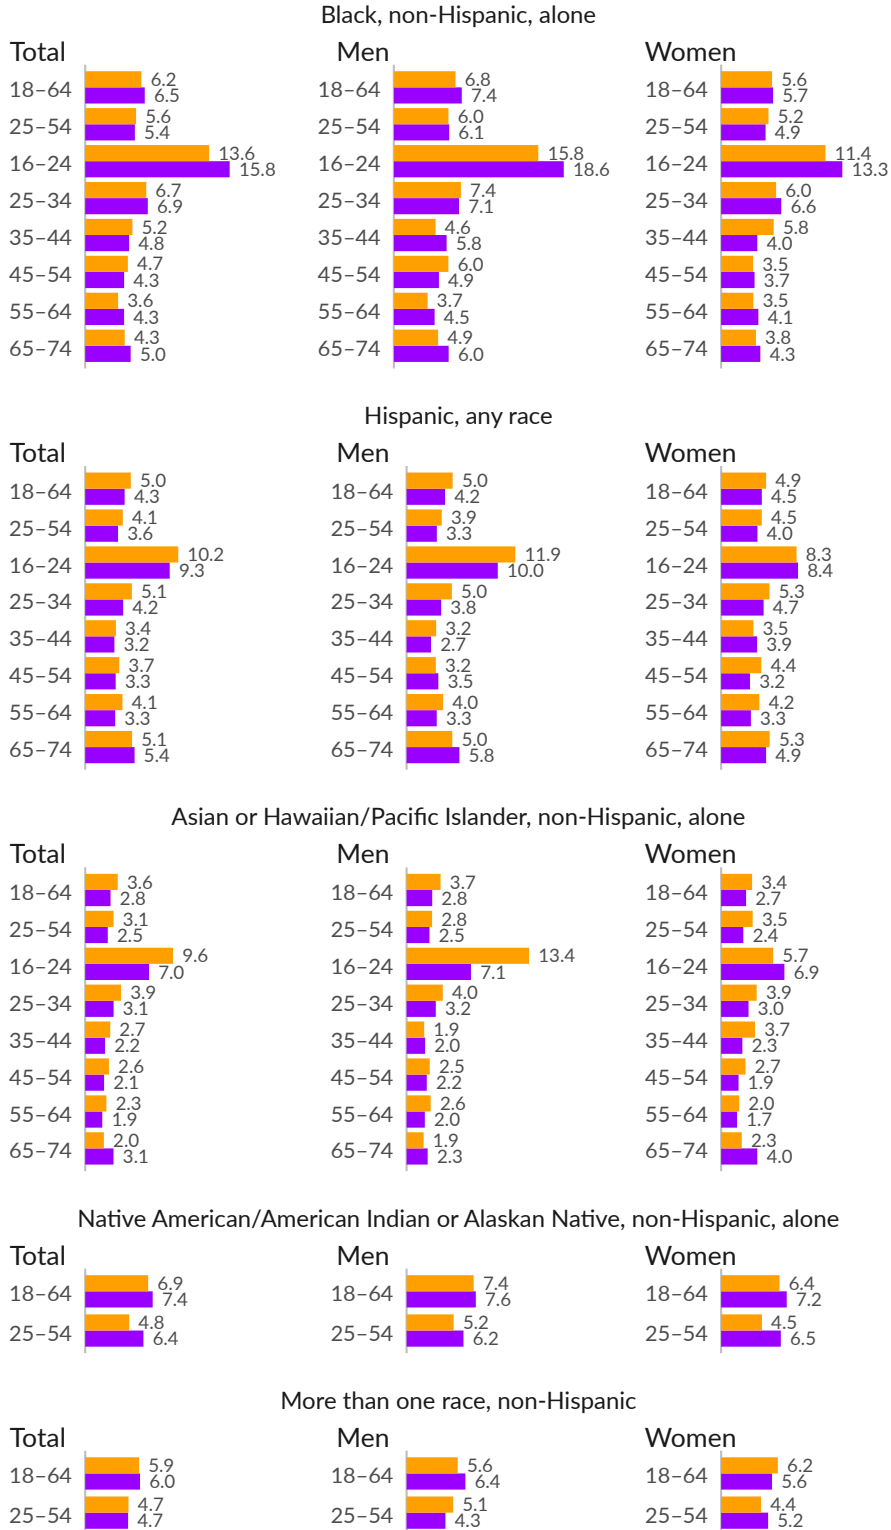 Black, non-Hispanic, alone
Total Men Women
18–64 6.2 18–64 6.8 18–64 5.6
6.5 7.4 5.7
25–54 5.6 25–54 6.0 25–54 5.2
5.4 6.1 4.9
16–24 13.6 16–24 15.8 16–24 11.4
15.8 18.6 13.3
25–34 6.7 25–34 7.4 25–34 6.0
6.9 7.1 6.6
35–44 5.2 35–44 4.6 35–44 5.8
4.8 5.8 4.0
45–54 4.7 45–54 6.0 45–54 3.5
4.3 4.9 3.7
55–64 3.6 55–64 3.7 55–64 3.5
4.3 4.5 4.1
65–74 4.3 65–74 4.9 65–74 3.8
5.0 6.0 4.3
Hispanic, any race
Total Men Women
18–64 5.0 18–64 5.0 18–64 4.9
4.3 4.2 4.5
25–54 4.1 25–54 3.9 25–54 4.5
3.6 3.3 4.0
16–24 10.2 16–24 11.9 16–24 8.3
9.3 10.0 8.4
25–34 5.1 25–34 5.0 25–34 5.3
4.2 3.8 4.7
35–44 3.4 35–44 3.2 35–44 3.5
3.2 2.7 3.9
45–54 3.7 45–54 3.2 45–54 4.4
3.3 3.5 3.2
55–64 4.1 55–64 4.0 55–64 4.2
3.3 3.3 3.3
65–74 5.1 65–74 5.0 65–74 5.3
5.4 5.8 4.9
Asian or Hawaiian/Pacific Islander, non-Hispanic, alone
Total Men Women
18–64 3.6 18–64 3.7 18–64 3.4
2.8 2.8 2.7
25–54 3.1 25–54 2.8 25–54 3.5
2.5 2.5 2.4
16–24 9.6 16–24 13.4 16–24 5.7
7.0 7.1 6.9
25–34 3.9 25–34 4.0 25–34 3.9
3.1 3.2 3.0
35–44 2.7 35–44 1.9 35–44 3.7
2.2 2.0 2.3
45–54 2.6 45–54 2.5 45–54 2.7
2.1 2.2 1.9
55–64 2.3 55–64 2.6 55–64 2.0
1.9 2.0 1.7
65–74 2.0 65–74 1.9 65–74 2.3
3.1 2.3 4.0
Native American/American Indian or Alaskan Native, non-Hispanic, alone
Total Men Women
18–64 6.9 18–64 7.4 18–64 6.4
7.4 7.6 7.2
25–54 4.8 25–54 5.2 25–54 4.5
6.4 6.2 6.5
More than one race, non-Hispanic
Total Men Women
18–64 5.9 18–64 5.6 18–64 6.2
6.0 6.4 5.6
25–54 4.7 25–54 5.1 25–54 4.4
4.7 4.3 5.2